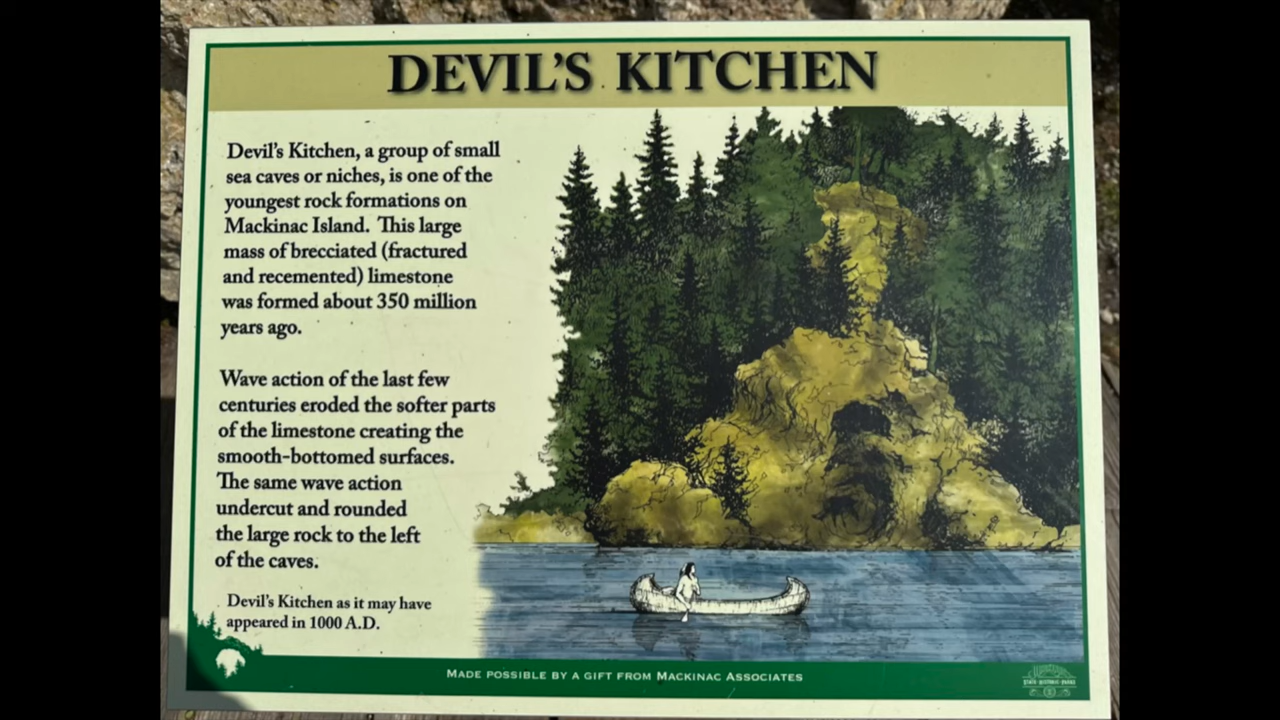 DEVIL'S KITCHEN
Devil's Kitchen, a group of small
sea caves or niches, is one of the
youngest rock formations on
Mackinac Island. This large
mass of brecciated (fractured
and recemented) limestone
was formed about 350 million
years ago.
Wave action of the last few
centuries eroded the softer parts
of the limestone creating the
smooth-bottomed surfaces.
The same wave action
undercut and rounded
the large rock to the left
of the caves.
Devil's Kitchen as it may have
appeared in 1000 A.D.
MADE POSSIBLE BY A GIFT FROM MACKINAC ASSOCIATES
STATE HISTORIC PARKS